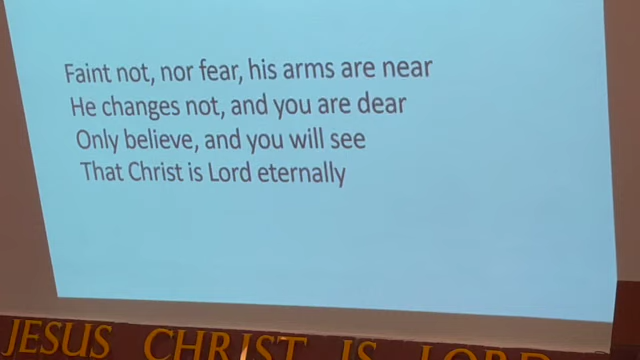 Faint not, nor fear, his arms are near
He changes not, and you are dear
Only believe, and you will see
That Christ is Lord eternally
JESUS CHRIST IS LORD